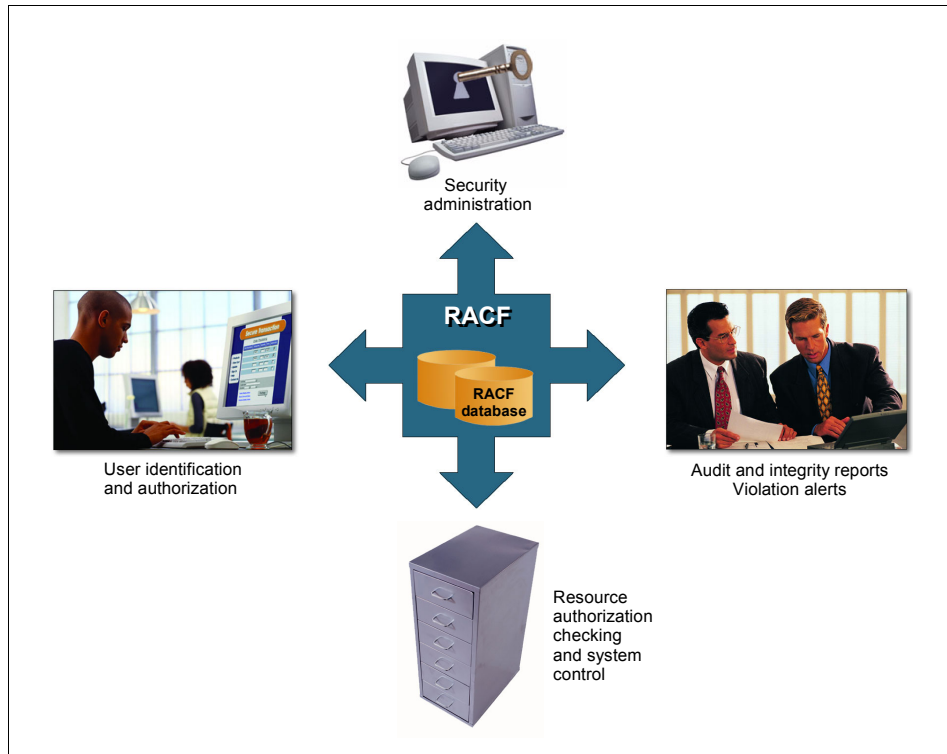 Security
administration
RACF
RACF
database
User identification
and authorization
Audit and integrity reports
Violation alerts
Resource
authorization
checking
and system
control